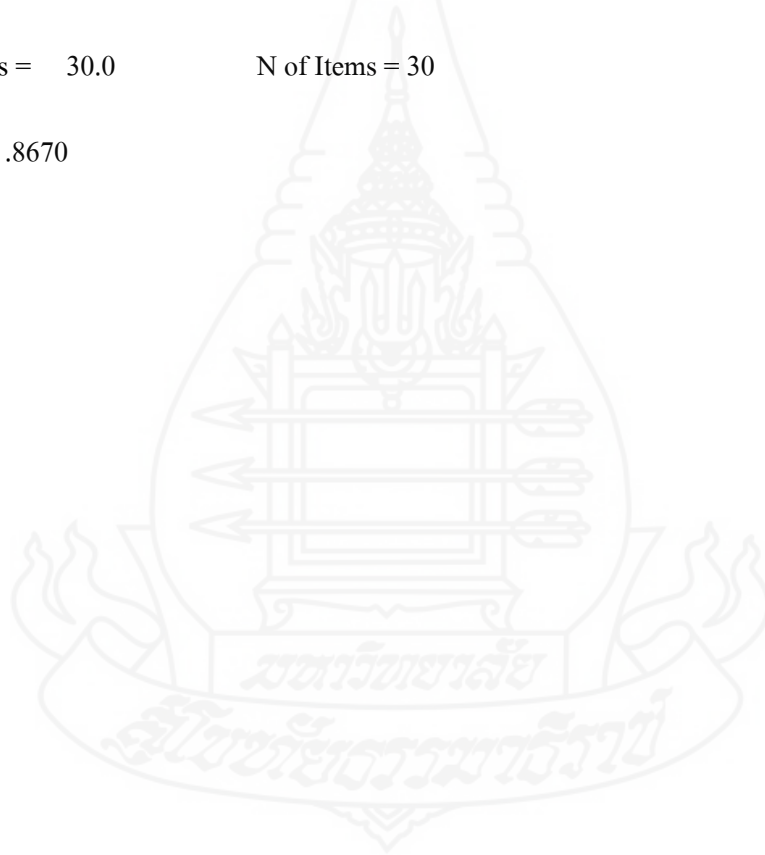 s = 30.0 N of Items = 30
.8670
มหาวิทยาลัย
สุโขทัยธรรมาธิราช